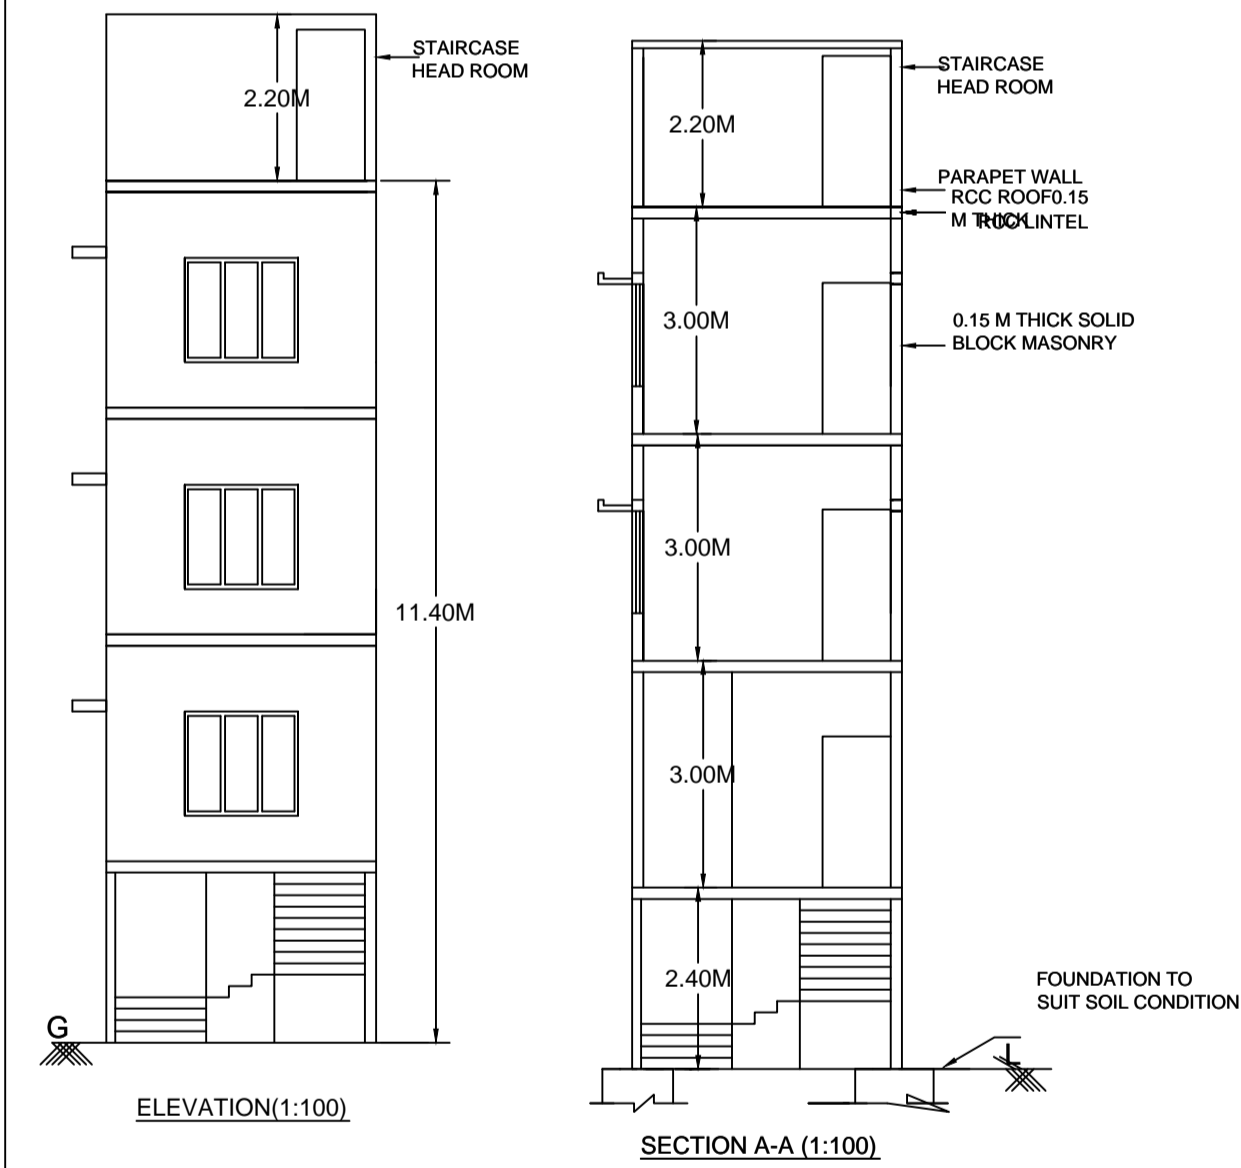 STAIRCASE
HEAD ROOM
2.20M
11.40M
G
ELEVATION(1:100)
STAIRCASE
HEAD ROOM
2.20M
PARAPET WALL
RCC ROOF0.15
M THICK
RCC LINTEL
3.00M
0.15 M THICK SOLID
BLOCK MASONRY
3.00M
3.00M
2.40M
FOUNDATION TO
SUIT SOIL CONDITION
L
SECTION A-A (1:100)